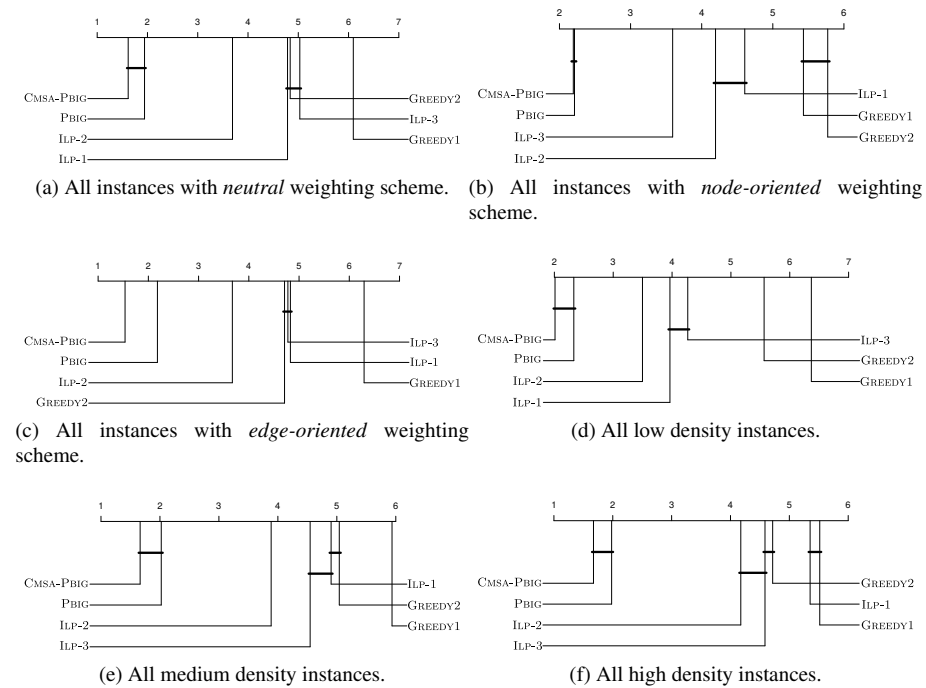 1 2 3 4 5 6 7
CMSA-PBIG
PBIG
ILP-2
ILP-1
GREEDY2
ILP-3
GREEDY1
(a) All instances with neutral weighting scheme.
2 3 4 5 6
CMSA-PBIG
PBIG
ILP-3
ILP-2
ILP-1
GREEDY1
GREEDY2
(b) All instances with node-oriented weighting
scheme.
1 2 3 4 5 6 7
CMSA-PBIG
PBIG
ILP-2
GREEDY2
ILP-3
ILP-1
GREEDY1
(c) All instances with edge-oriented weighting
scheme.
2 3 4 5 6 7
CMSA-PBIG
PBIG
ILP-2
ILP-1
ILP-3
GREEDY2
GREEDY1
(d) All low density instances.
1 2 3 4 5 6
CMSA-PBIG
PBIG
ILP-2
ILP-3
ILP-1
GREEDY2
GREEDY1
(e) All medium density instances.
1 2 3 4 5 6
CMSA-PBIG
PBIG
ILP-2
ILP-3
GREEDY2
ILP-1
GREEDY1
(f) All high density instances.